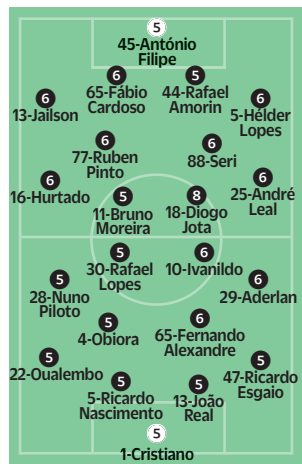 5
45-António
Filipe
6
65-Fábio
Cardoso
5
44-Rafael
Amorin
6
13-Jailson
6
5-Hélder
Lopes
6
77-Ruben
Pinto
6
88-Seri
6
16-Hurtado
6
25-André
Leal
5
11-Bruno
Moreira
8
18-Diogo
Jota
5
30-Rafael
Lopes
6
10-Ivanildo
5
28-Nuno
Piloto
6
29-Aderlan
5
4-Obiora
6
65-Fernando
Alexandre
5
22-Oualembo
5
47-Ricardo
Esgaio
5
5-Ricardo
Nascimento
5
13-João
Real
5
1-Cristiano